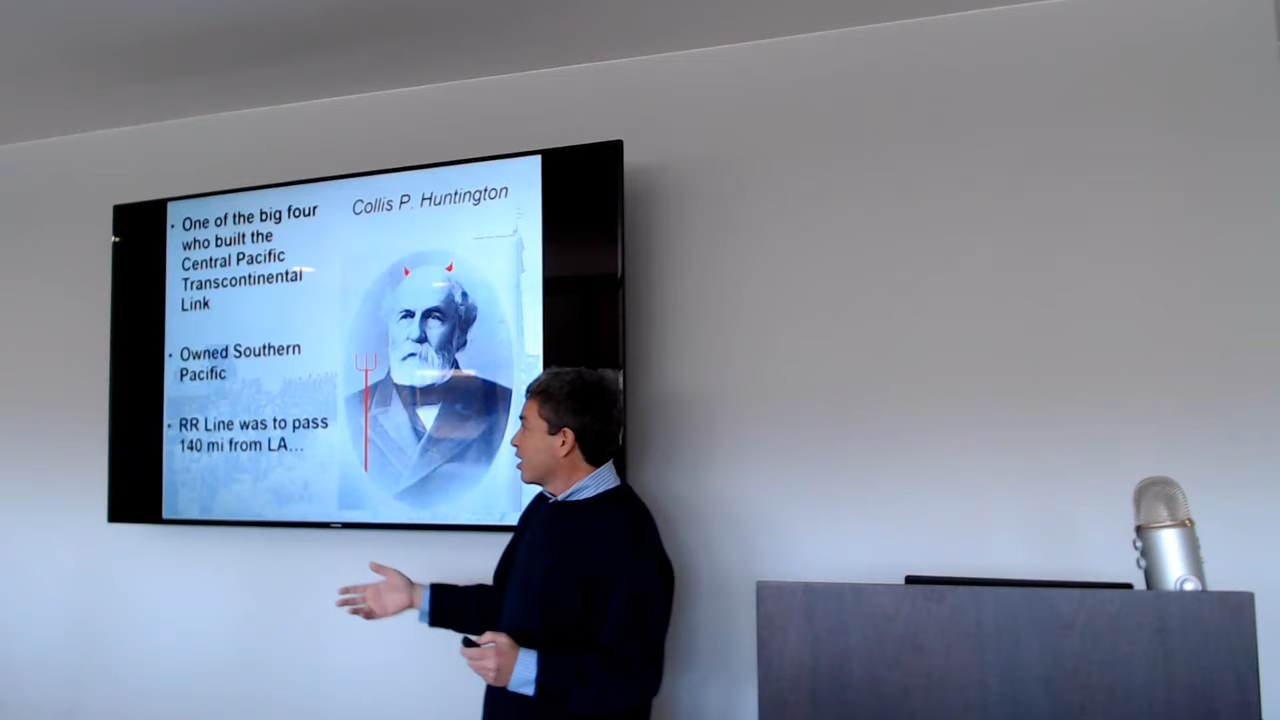 Collis P. Huntington
• One of the big four
who built the
Central Pacific
Transcontinental
Link
• Owned Southern
Pacific
• RR Line was to pass
140 mi from LA...